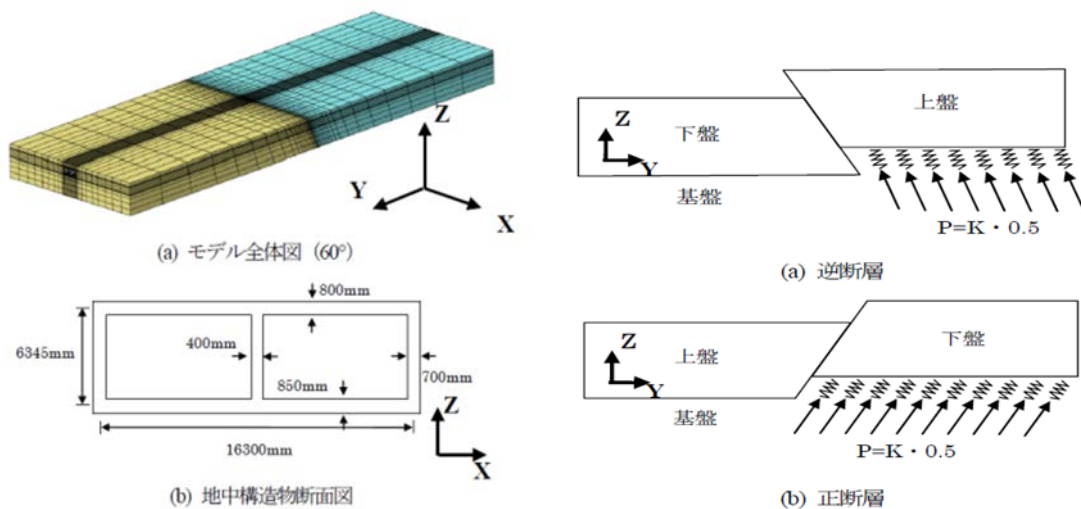 Z
Y
X
(a) モデル全体図（60°）
800mm
6345mm
400mm
850mm
700mm
16300mm
Z
X
(b) 地中構造物断面図
上盤
下盤
Z
Y
基盤
P=K・0.5
(a) 逆断層
上盤
下盤
Z
Y
基盤
P=K・0.5
(b) 正断層